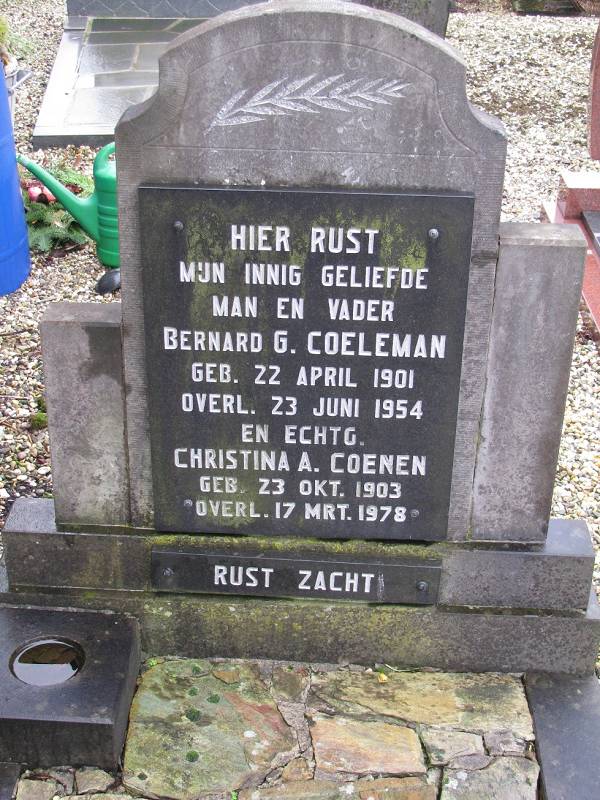 HIER RUST
MIJN INNIG GELIEFDE
MAN EN VADER
BERNARD G. COELEMAN
GEB. 22 APRIL 1901
OVERL. 23 JUNI 1954
EN ECHTG.
CHRISTINA A. COENEN
GEB. 23 OKT. 1903
OVERL. 17 MRT. 1978
RUST ZACHT